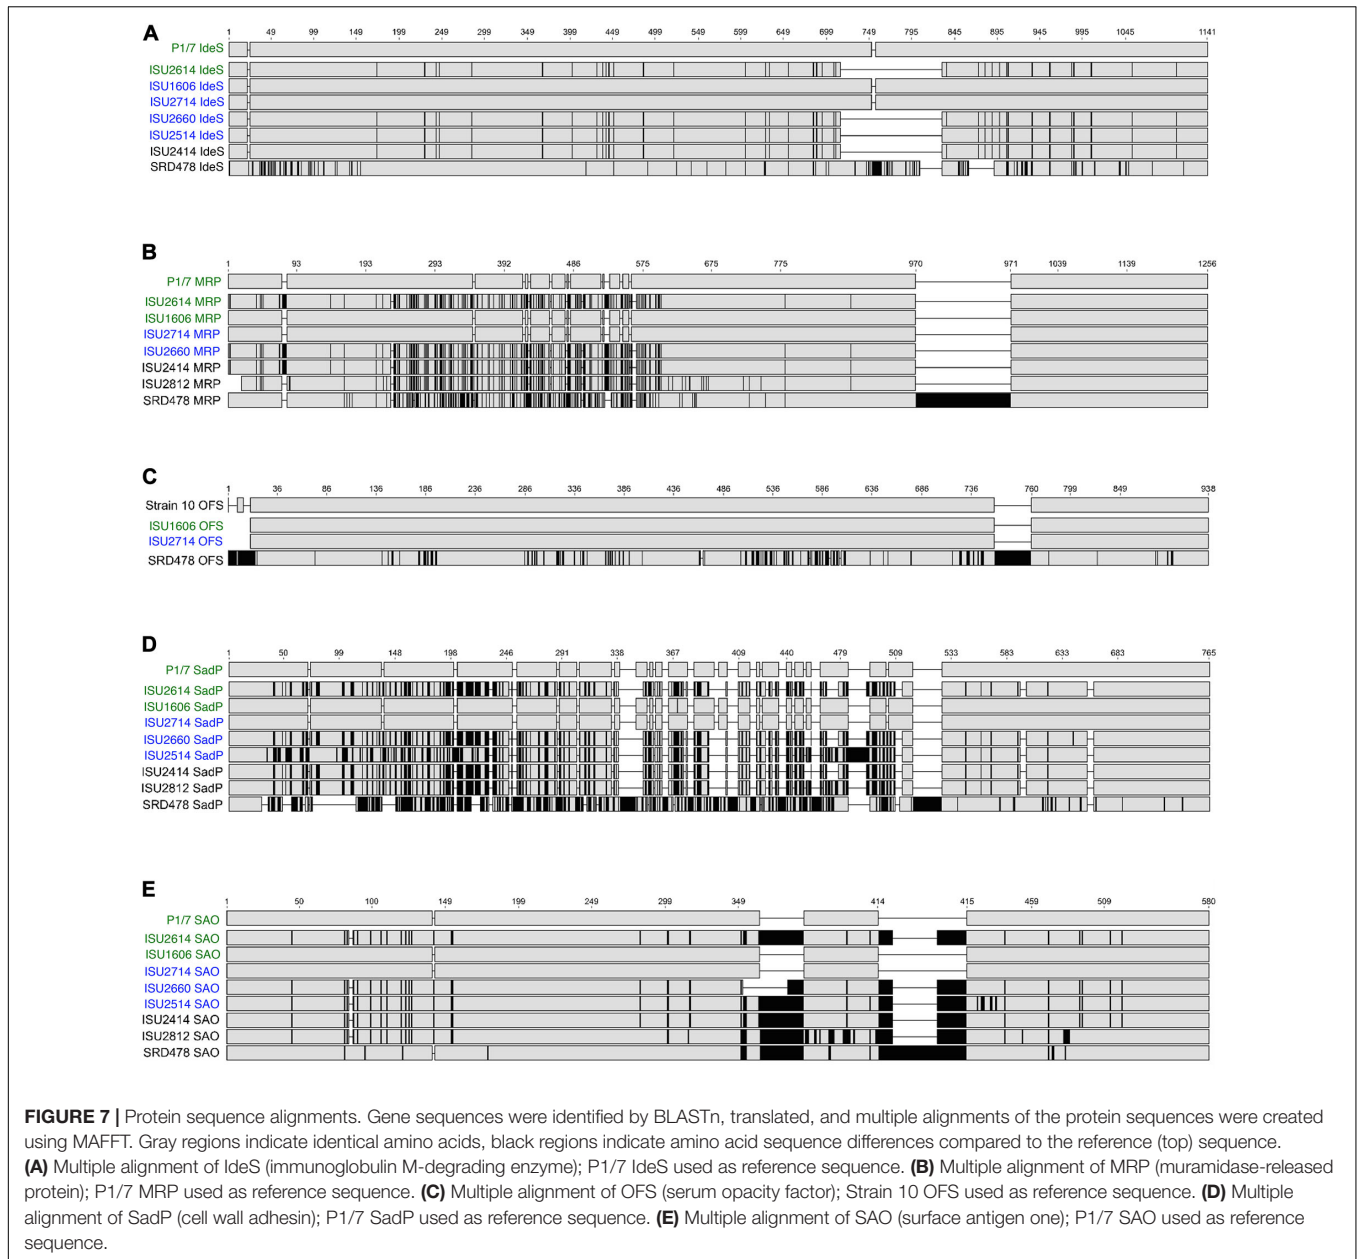 A
1 49 99 149 199 249 299 349 399 449 499 549 599 649 699 749 795 845 895 945 995 1045 1141
P1/7 IdeS
ISU2614 IdeS
ISU1606 IdeS
ISU2714 IdeS
ISU2660 IdeS
ISU2514 IdeS
ISU2414 IdeS
SRD478 IdeS
B
1 93 193 293 392 486 575 675 775 970 971 1039 1139 1256
P1/7 MRP
ISU2614 MRP
ISU1606 MRP
ISU2714 MRP
ISU2660 MRP
ISU2414 MRP
ISU2812 MRP
SRD478 MRP
C
1 36 86 136 186 236 286 336 386 436 486 536 586 636 686 736 760 799 849 938
Strain 10 OFS
ISU1606 OFS
ISU2714 OFS
SRD478 OFS
D
1 50 99 148 198 246 291 338 367 409 440 479 509 533 583 633 683 765
P1/7 SadP
ISU2614 SadP
ISU1606 SadP
ISU2714 SadP
ISU2660 SadP
ISU2514 SadP
ISU2414 SadP
ISU2812 SadP
SRD478 SadP
E
1 50 100 149 199 249 299 349 414 415 459 509 580
P1/7 SAO
ISU2614 SAO
ISU1606 SAO
ISU2714 SAO
ISU2660 SAO
ISU2514 SAO
ISU2414 SAO
ISU2812 SAO
SRD478 SAO
FIGURE 7 | Protein sequence alignments. Gene sequences were identified by BLASTn, translated, and multiple alignments of the protein sequences were created
using MAFFT. Gray regions indicate identical amino acids, black regions indicate amino acid sequence differences compared to the reference (top) sequence.
(A) Multiple alignment of IdeS (immunoglobulin M-degrading enzyme); P1/7 IdeS used as reference sequence. (B) Multiple alignment of MRP (muramidase-released
protein); P1/7 MRP used as reference sequence. (C) Multiple alignment of OFS (serum opacity factor); Strain 10 OFS used as reference sequence. (D) Multiple
alignment of SadP (cell wall adhesin); P1/7 SadP used as reference sequence. (E) Multiple alignment of SAO (surface antigen one); P1/7 SAO used as reference
sequence.